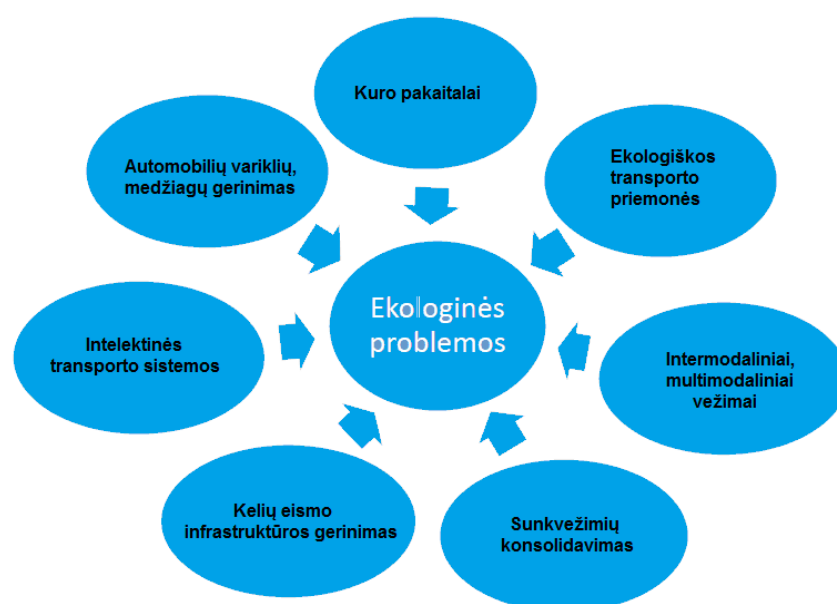 Kuro pakaitalai
Ekologiškos
transporto
priemonės
Intermodaliniai,
multimodaliniai
vežimai
Sunkvežimių
konsolidavimas
Kelių eismo
infrastruktūros gerinimas
Intelektinės
transporto sistemos
Automobilių variklių,
medžiagų gerinimas
Ekologinės
problemos